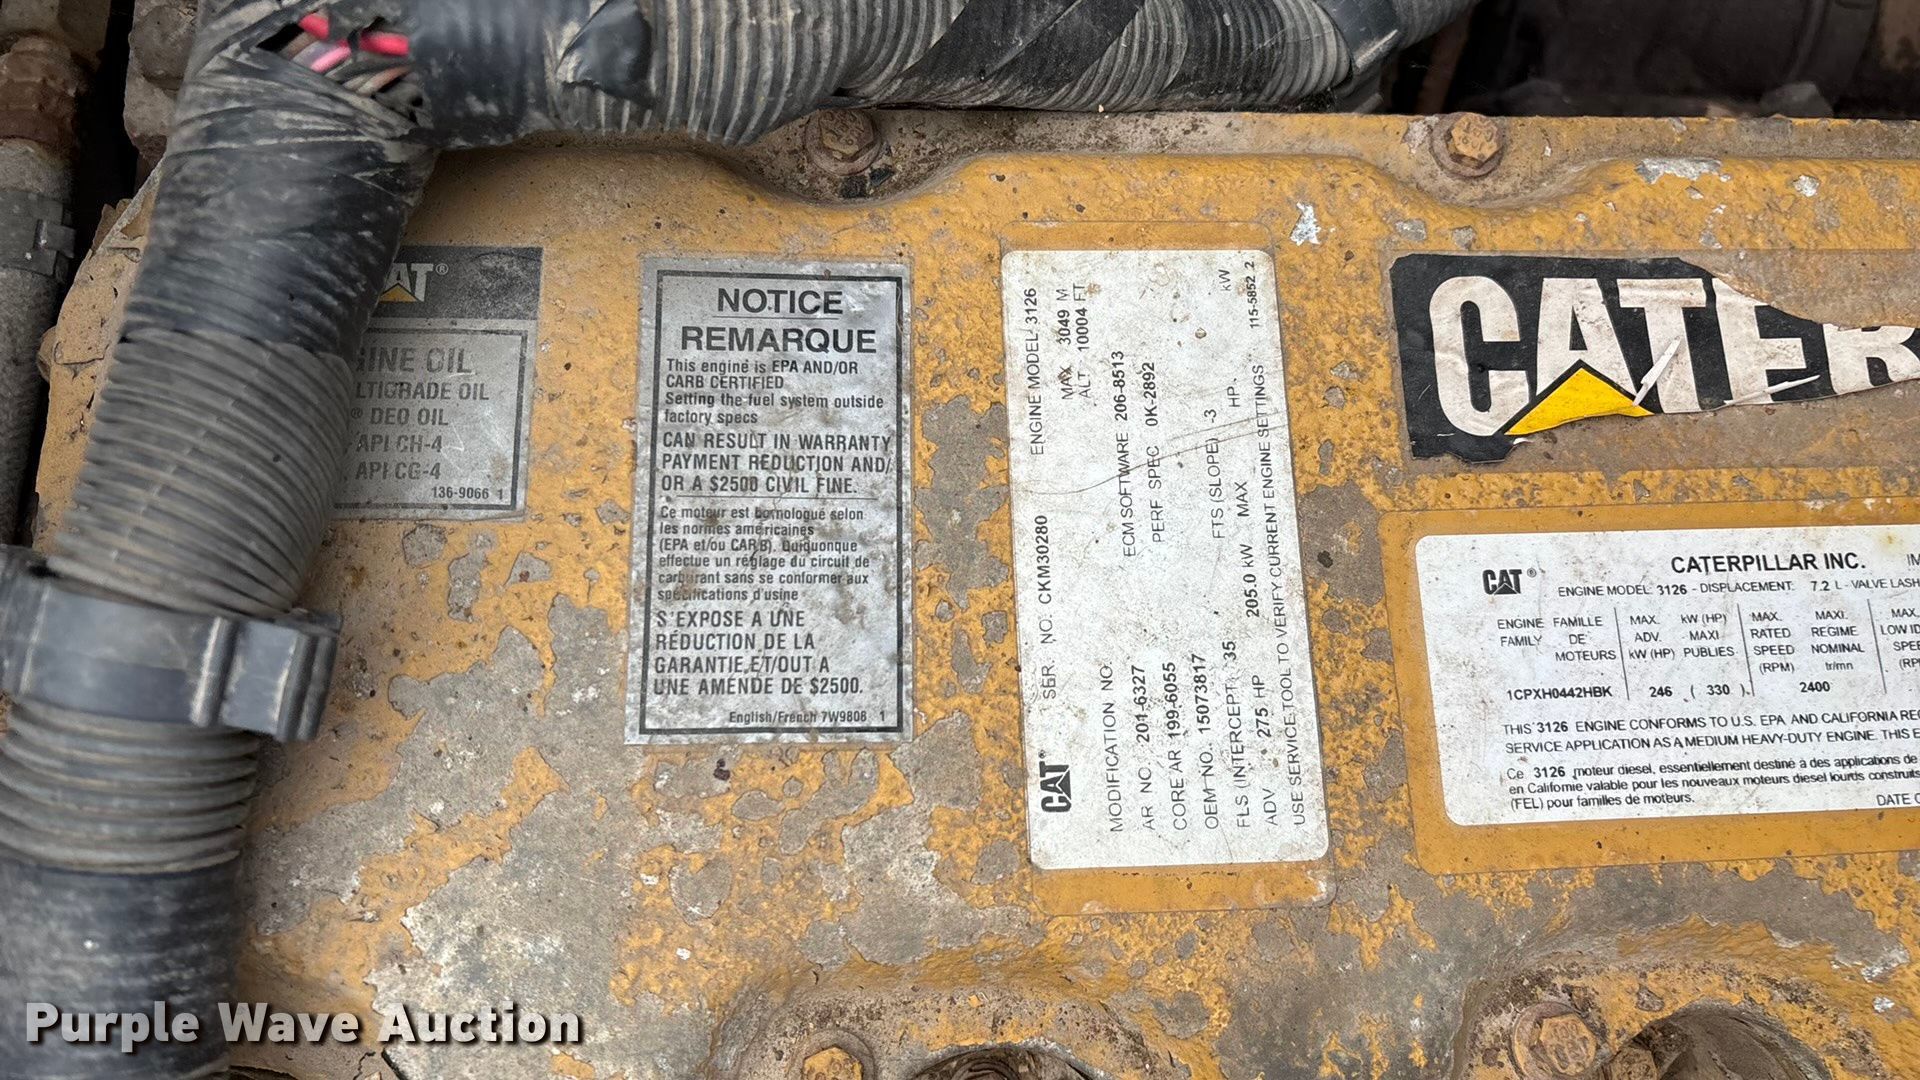 CAT®
GINE OIL
LTIGRADE OIL
® DEO OIL
API CH-4
, API CG-4
136-9066 1
NOTICE
REMARQUE
This engine is EPA AND/OR
CARB CERTIFIED
Setting the fuel system outside
factory specs
CAN RESULT IN WARRANTY
PAYMENT REDUCTION AND/
OR A $2500 CIVIL FINE.
Ce moteur est homologué selon
les normes américaines
(EPA et/ou CARB). Quiquonque
effectue un réglage du circuit de
carburant sans se conformer aux
spécifications d'usine
S'EXPOSE A UNE
RÉDUCTION DE LA
GARANTIE ET/OUT A
UNE AMENDE DE $2500.
English/French 7W9808 1
CAT® SER. NO. CKM30280 ENGINE MODEL 3126
MAX 3049 M
ALT 10004 FT
MODIFICATION NO. ECM SOFTWARE 206-8513
AR NO. 201-6327 PERF SPEC 0K-2892
CORE AR 199-6055
OEM NO. 15073817 FTS (SLOPE) -3
FLS (INTERCEPT) 35
ADV 275 HP 205.0 KW MAX HP KW
USE SERVICE TOOL TO VERIFY CURRENT ENGINE SETTINGS 115-5852 2
CATER
CATERPILLAR INC. IM
CAT® ENGINE MODEL: 3126 - DISPLACEMENT: 7.2 L - VALVE LASH
ENGINE FAMILLE MAX. KW (HP) MAX. MAXI. MAX.
FAMILY DE ADV. MAXI RATED REGIME LOW ID
MOTEURS KW (HP) PUBLIES SPEED NOMINAL SPE
(RPM) tr/mn (RP
1CPXH0442HBK 246 ( 330 ) 2400
THIS 3126 ENGINE CONFORMS TO U.S. EPA AND CALIFORNIA RE
SERVICE APPLICATION AS A MEDIUM HEAVY-DUTY ENGINE. THIS E
Ce 3126 moteur diesel, essentiellement destiné à des applications de
en Californie valable pour les nouveaux moteurs diesel lourds construits
(FEL) pour familles de moteurs.
DATE O
Purple Wave Auction